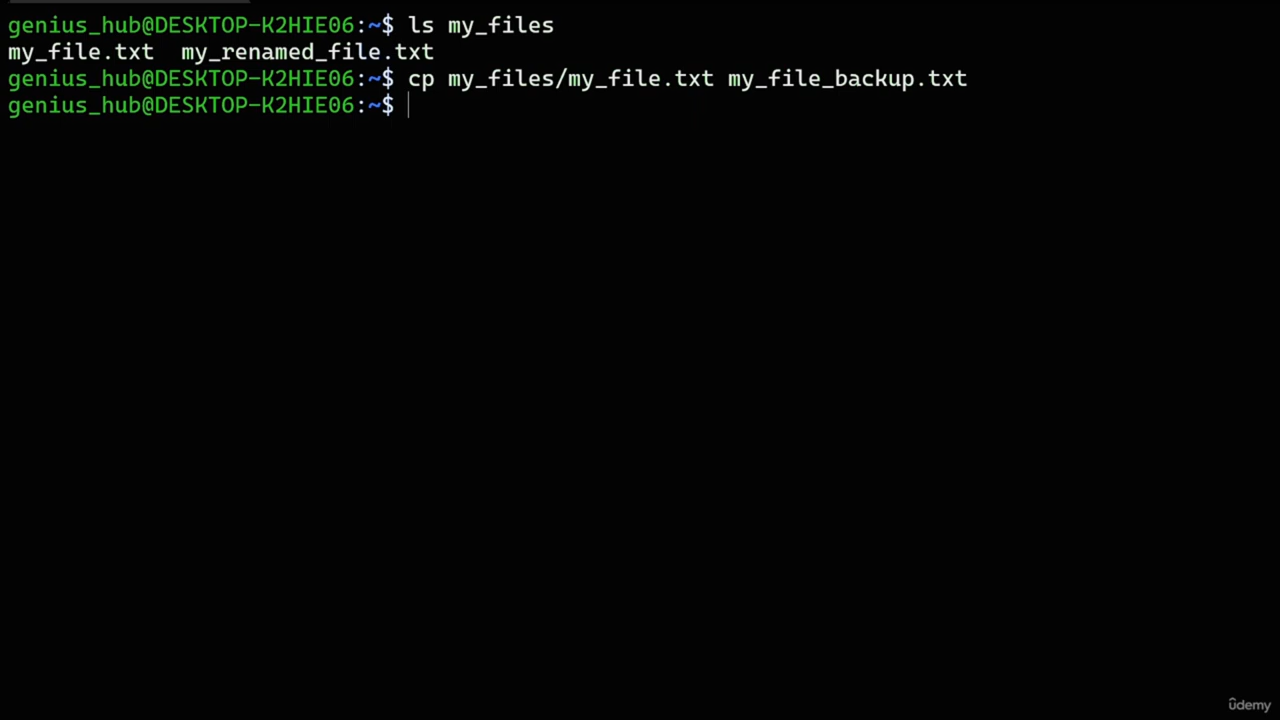 genius_hub@DESKTOP-K2HIE06:~$ ls my_files
my_file.txt  my_renamed_file.txt
genius_hub@DESKTOP-K2HIE06:~$ cp my_files/my_file.txt my_file_backup.txt
genius_hub@DESKTOP-K2HIE06:~$
ûdemy